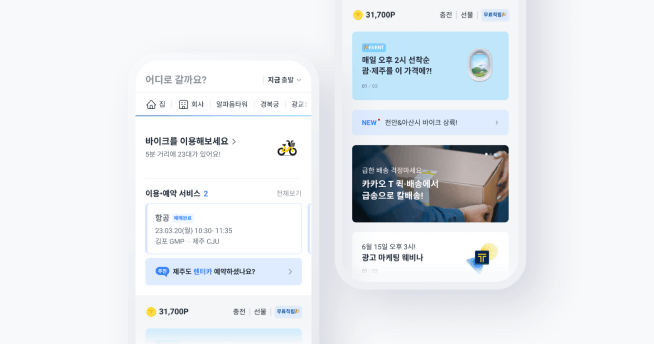 어디로 갈까요?
지금 출발
집
회사
알파돔타워
경복궁
광교
바이크를 이용해보세요
5분 거리에 23대가 있어요!
이용·예약 서비스 2
전체보기
항공
예매완료
23.03.20(월) 10:30- 11:35
김포 GMP ─ 제주 CJU
추천
제주도 렌터카 예약하셨나요?
31,700P
충전
선물
무료적립
31,700P
충전
선물
무료적립
EVENT
매일 오후 2시 선착순
광-제주를 이 가격에?!
01 / 03
NEW
천안&아산시 바이크 상륙!
급한 배송 걱정마세요
카카오 T 퀵·배송에서
급송으로 칼배송!
6월 15일 오후 3시!
광고 마케팅 웨비나
01 / 03